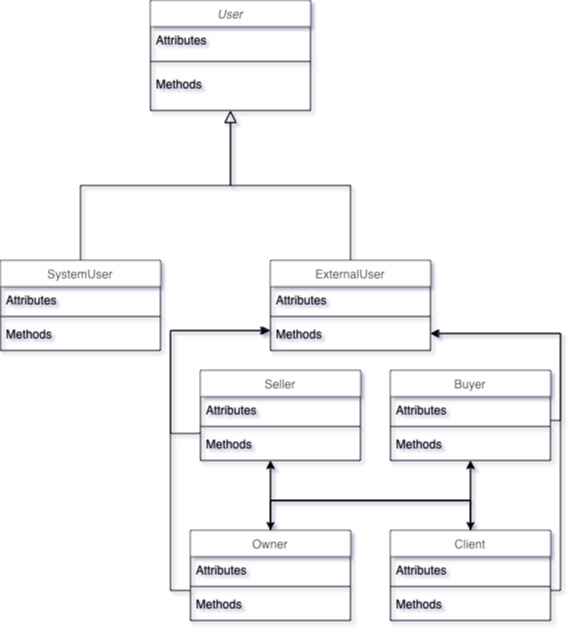 User
Attributes
Methods
SystemUser
Attributes
Methods
ExternalUser
Attributes
Methods
Seller
Attributes
Methods
Buyer
Attributes
Methods
Owner
Attributes
Methods
Client
Attributes
Methods